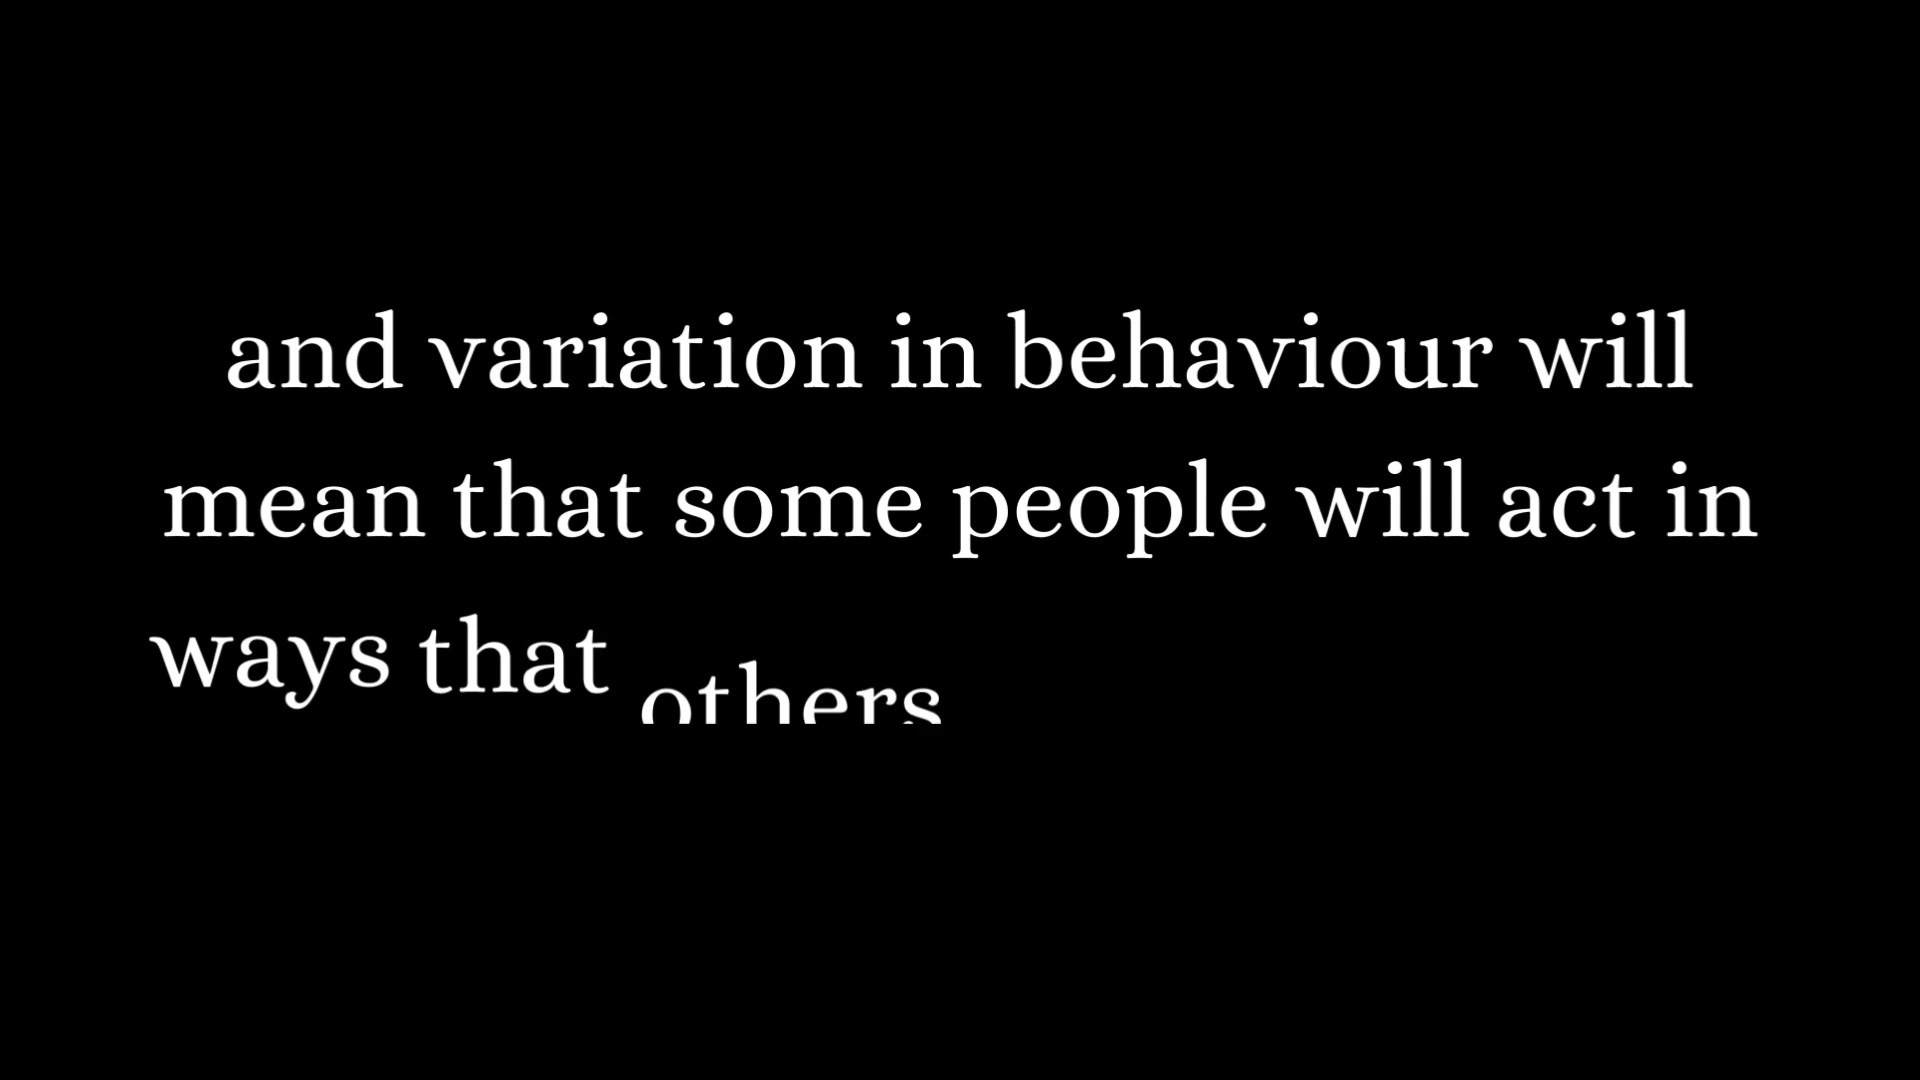 and variation in behaviour will
mean that some people will act in
ways that others